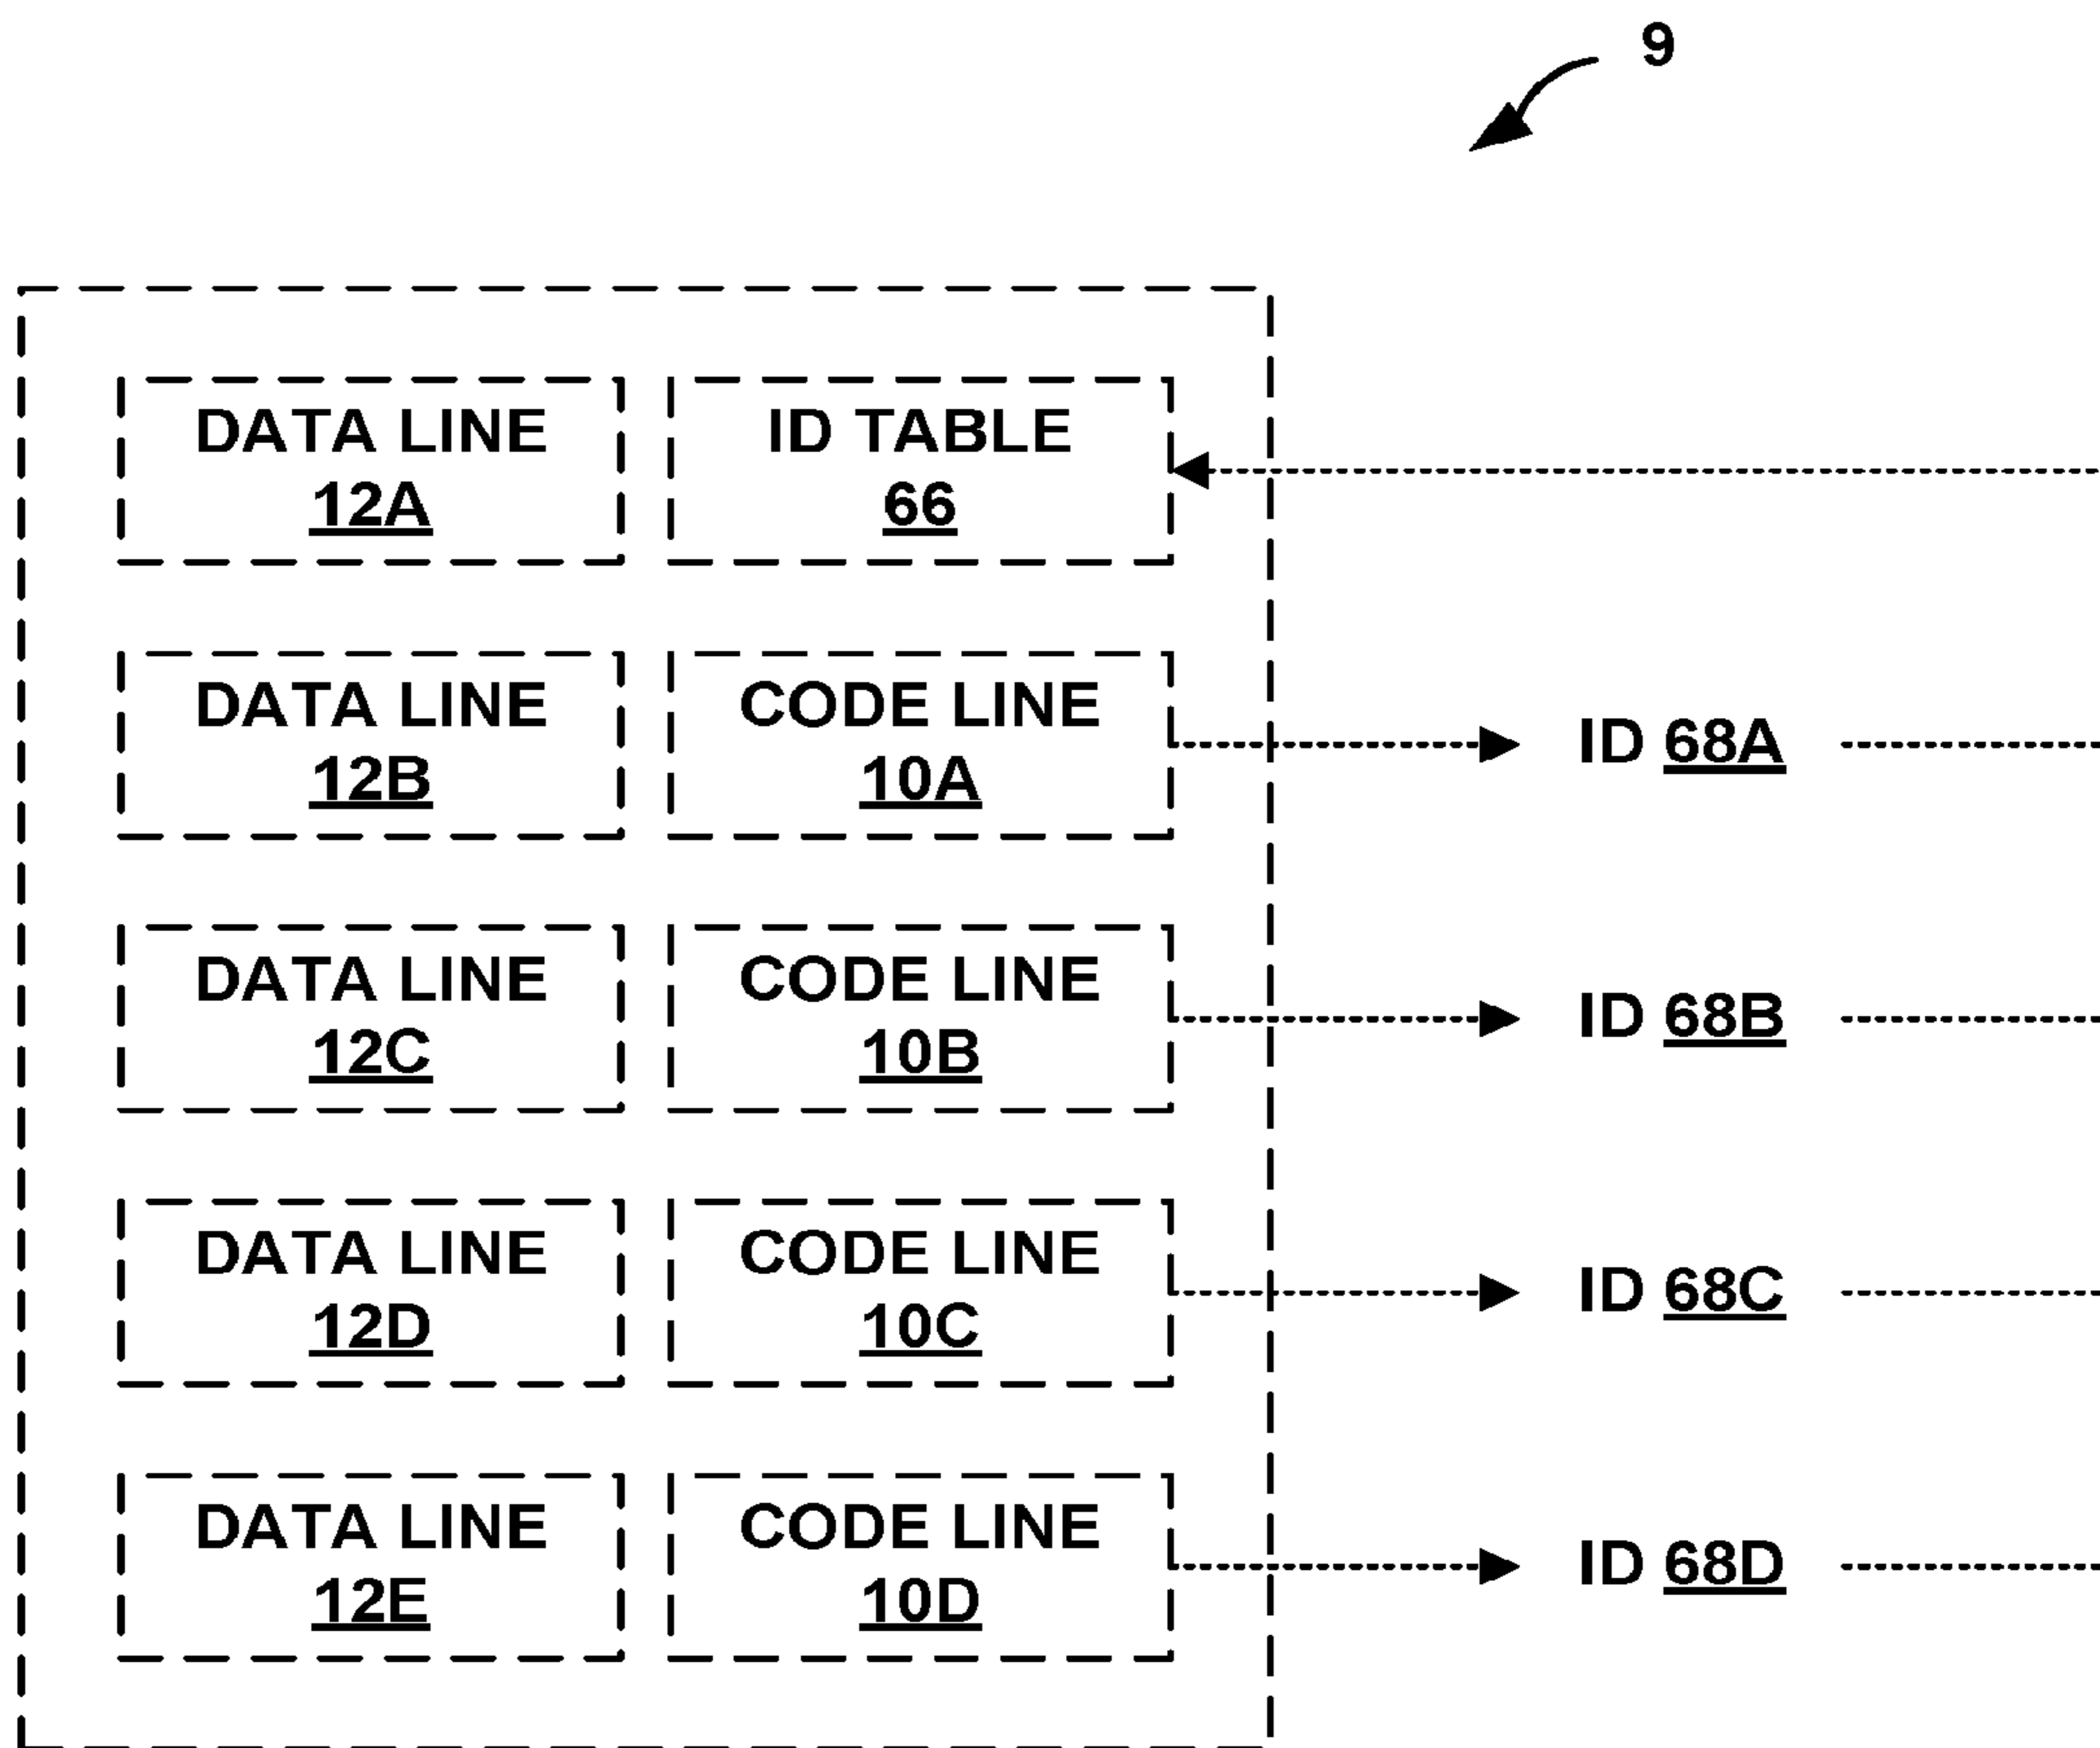 9
DATA LINE
12A
ID TABLE
66
DATA LINE
12B
CODE LINE
10A
ID 68A
DATA LINE
12C
CODE LINE
10B
ID 68B
DATA LINE
12D
CODE LINE
10C
ID 68C
DATA LINE
12E
CODE LINE
10D
ID 68D